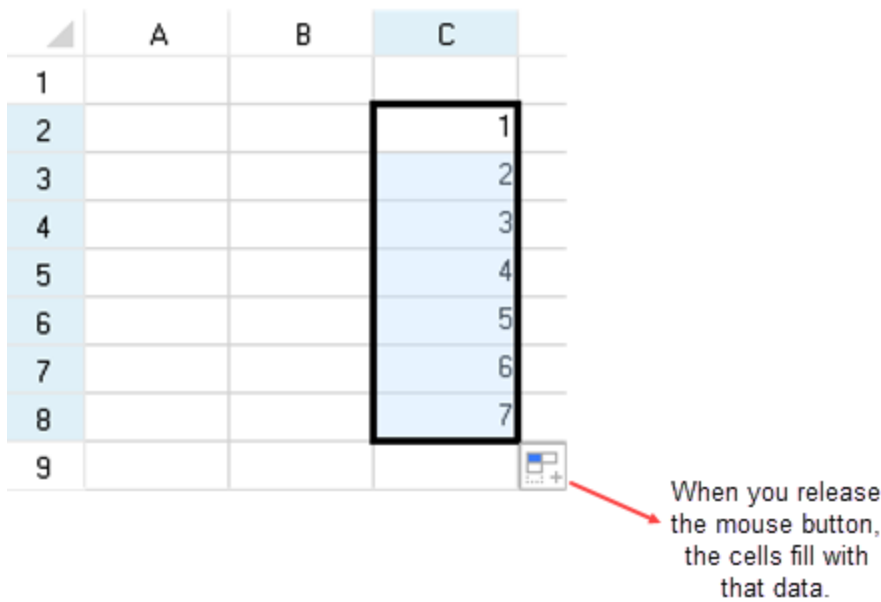 A B C
1
2 1
3 2
4 3
5 4
6 5
7 6
8 7
9
When you release
the mouse button,
the cells fill with
that data.